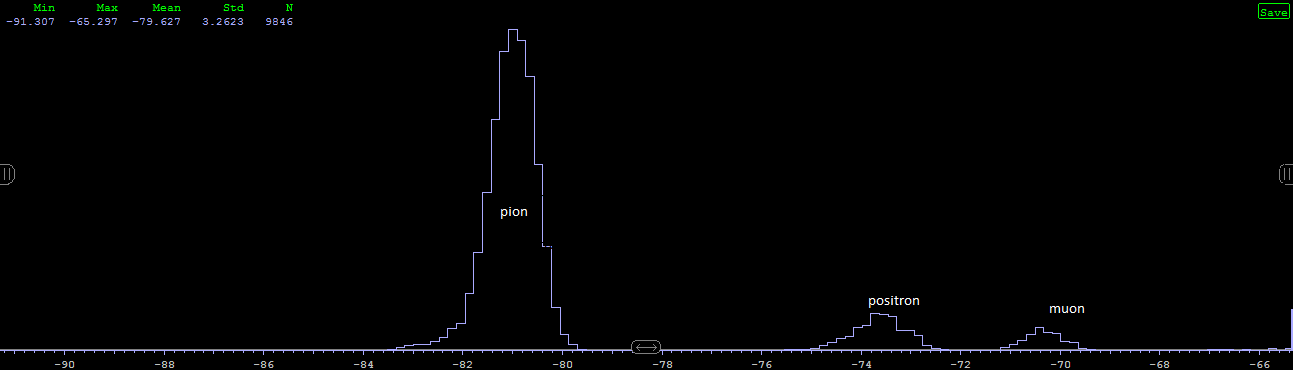 Min Max Mean Std N
-91.307 -65.297 -79.627 3.2623 9846
Save
pion
positron
muon
-90 -88 -86 -84 -82 -80 -78 -76 -74 -72 -70 -68 -66